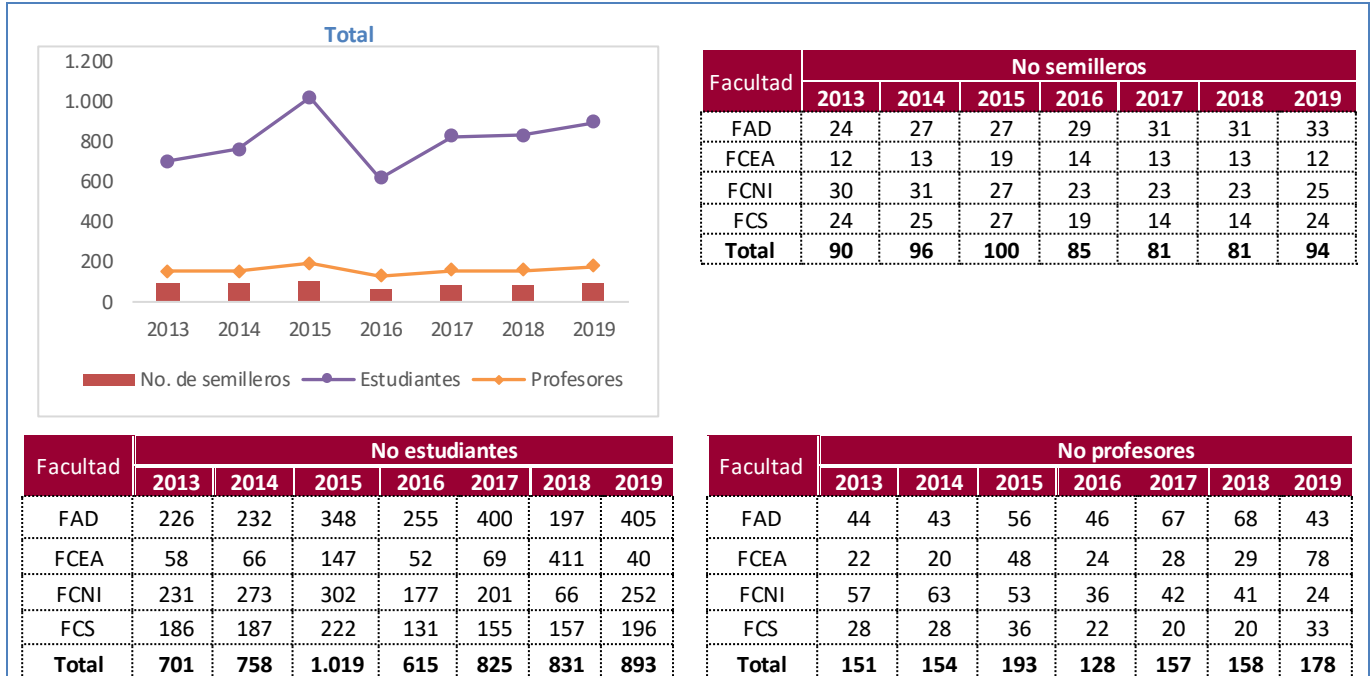 Total
1.200
1.000
800
600
400
200
0
2013 2014 2015 2016 2017 2018 2019
No. de semilleros Estudiantes Profesores
Facultad No semilleros
2013 2014 2015 2016 2017 2018 2019
FAD 24 27 27 29 31 31 33
FCEA 12 13 19 14 13 13 12
FCNI 30 31 27 23 23 23 25
FCS 24 25 27 19 14 14 24
Total 90 96 100 85 81 81 94
Facultad No estudiantes
2013 2014 2015 2016 2017 2018 2019
FAD 226 232 348 255 400 197 405
FCEA 58 66 147 52 69 411 40
FCNI 231 273 302 177 201 66 252
FCS 186 187 222 131 155 157 196
Total 701 758 1.019 615 825 831 893
Facultad No profesores
2013 2014 2015 2016 2017 2018 2019
FAD 44 43 56 46 67 68 43
FCEA 22 20 48 24 28 29 78
FCNI 57 63 53 36 42 41 24
FCS 28 28 36 22 20 20 33
Total 151 154 193 128 157 158 178